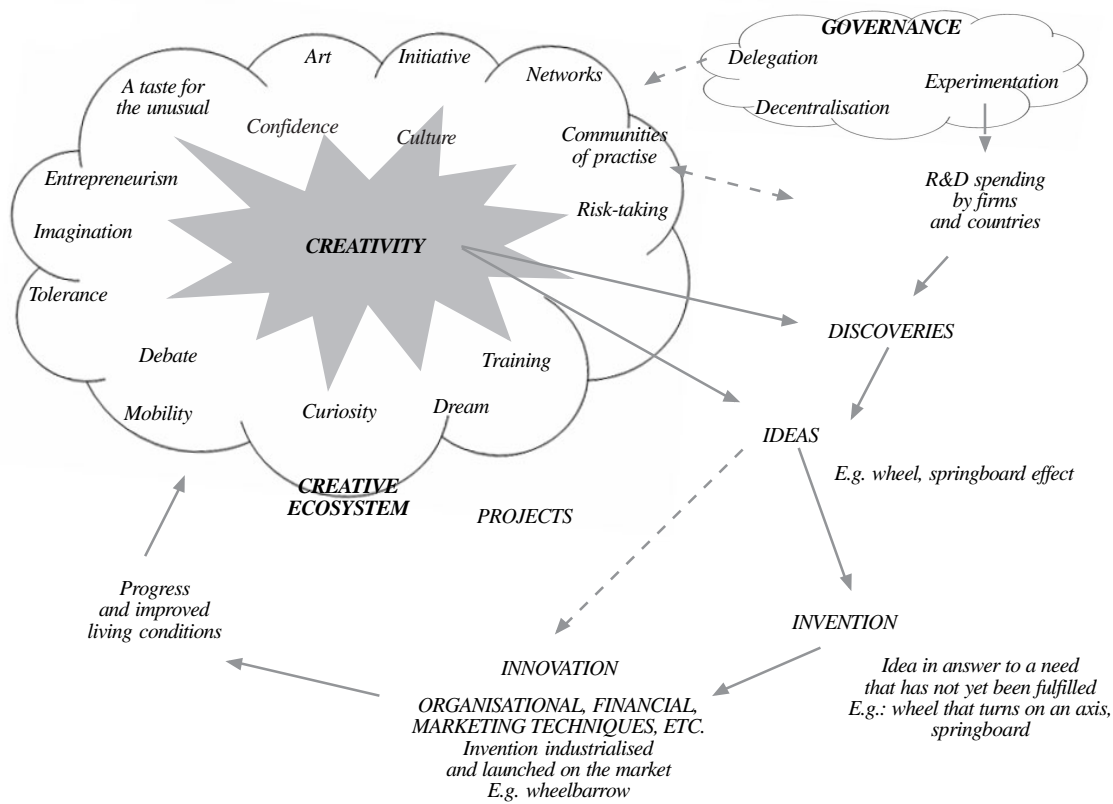 GOVERNANCE
Delegation
Experimentation
Decentralisation
Art
Initiative
Networks
A taste for
the unusual
Confidence
Culture
Communities
of practise
Entrepreneurism
Risk-taking
Imagination
CREATIVITY
Tolerance
Debate
Training
Mobility
Curiosity
Dream
CREATIVE
ECOSYSTEM
PROJECTS
R&D spending
by firms
and countries
DISCOVERIES
IDEAS
E.g. wheel, springboard effect
INVENTION
Idea in answer to a need
that has not yet been fulfilled
E.g.: wheel that turns on an axis,
springboard
INNOVATION
ORGANISATIONAL, FINANCIAL,
MARKETING TECHNIQUES, ETC.
Invention industrialised
and launched on the market
E.g. wheelbarrow
Progress
and improved
living conditions